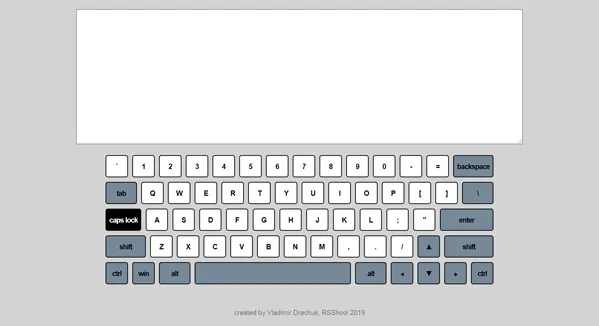 ` 1 2 3 4 5 6 7 8 9 0 - = backspace
tab Q W E R T Y U I O P [ ] \
caps lock A S D F G H J K L ; " enter
shift Z X C V B N M , . / ▲ shift
ctrl win alt alt ◂ ▼ ▸ ctrl
created by Vladimir Drachuk, RSShool 2019